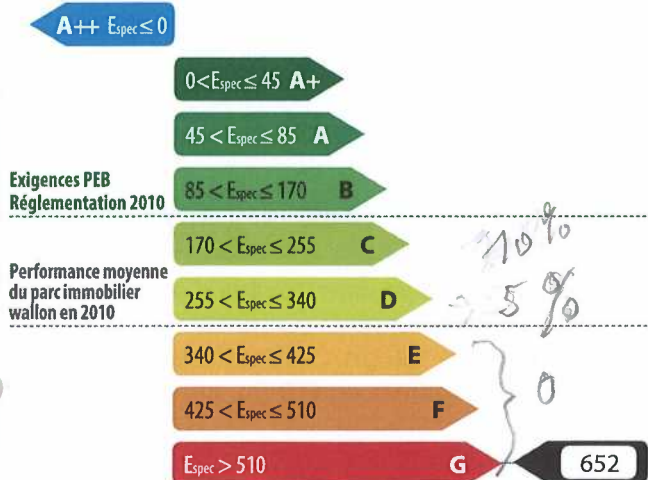 A++ Espec ≤ 0
0 < Espec ≤ 45 A+
45 < Espec ≤ 85 A
Exigences PEB
Réglementation 2010
85 < Espec ≤ 170 B
170 < Espec ≤ 255 C
10%
Performance moyenne
du parc immobilier
wallon en 2010
255 < Espec ≤ 340 D
5%
340 < Espec ≤ 425 E
0
425 < Espec ≤ 510 F
Espec > 510 G
652